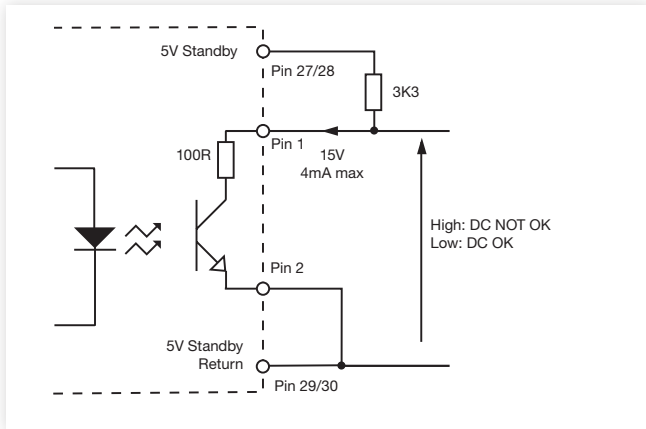 5V Standby
Pin 27/28
3K3
100R
Pin 1
15V
4mA max
High: DC NOT OK
Low: DC OK
Pin 2
5V Standby
Return
Pin 29/30